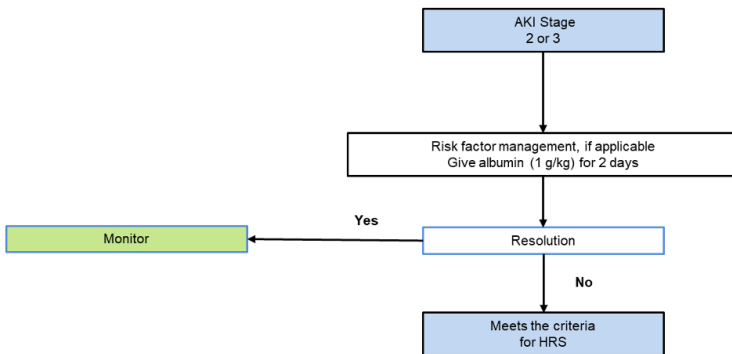 AKI Stage
2 or 3
Risk factor management, if applicable
Give albumin (1 g/kg) for 2 days
Yes
Monitor
Resolution
No
Meets the criteria
for HRS